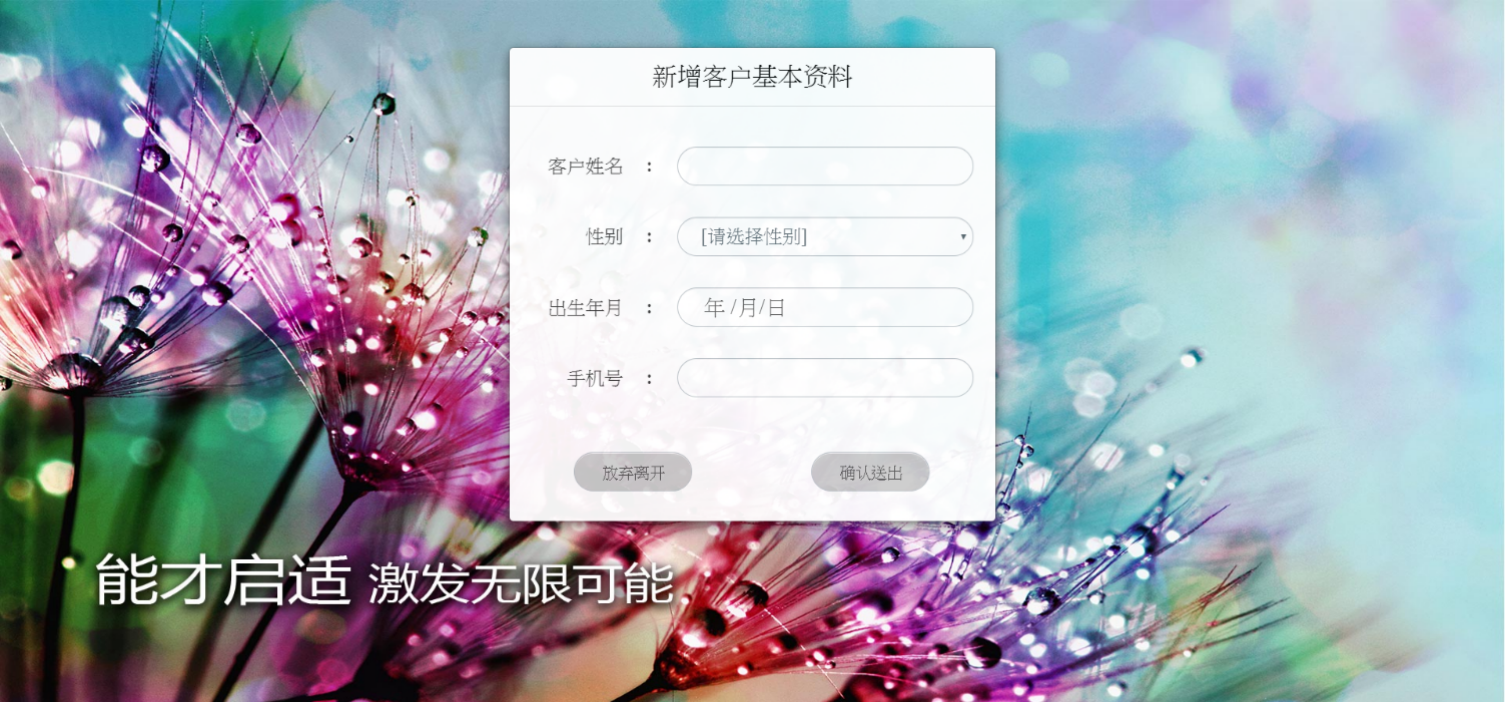 新增客户基本资料
客户姓名 :
性别 : [请选择性别]
出生年月 : 年 /月/日
手机号 :
放弃离开 确认送出
能才启适 激发无限可能